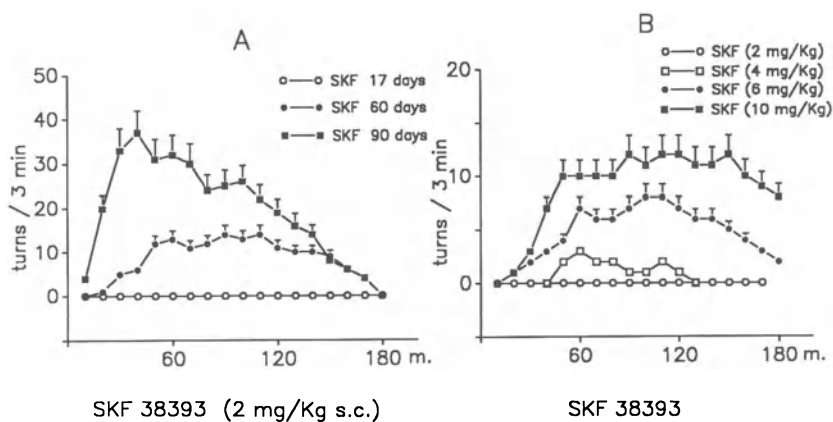 A
SKF 17 days
SKF 60 days
SKF 90 days
50
40
30
20
10
0
turns / 3 min
60
120
180 m.
SKF 38393 (2 mg/Kg s.c.)
B
SKF (2 mg/Kg)
SKF (4 mg/Kg)
SKF (6 mg/Kg)
SKF (10 mg/Kg)
20
10
0
turns / 3 min
60
120
180 m.
SKF 38393